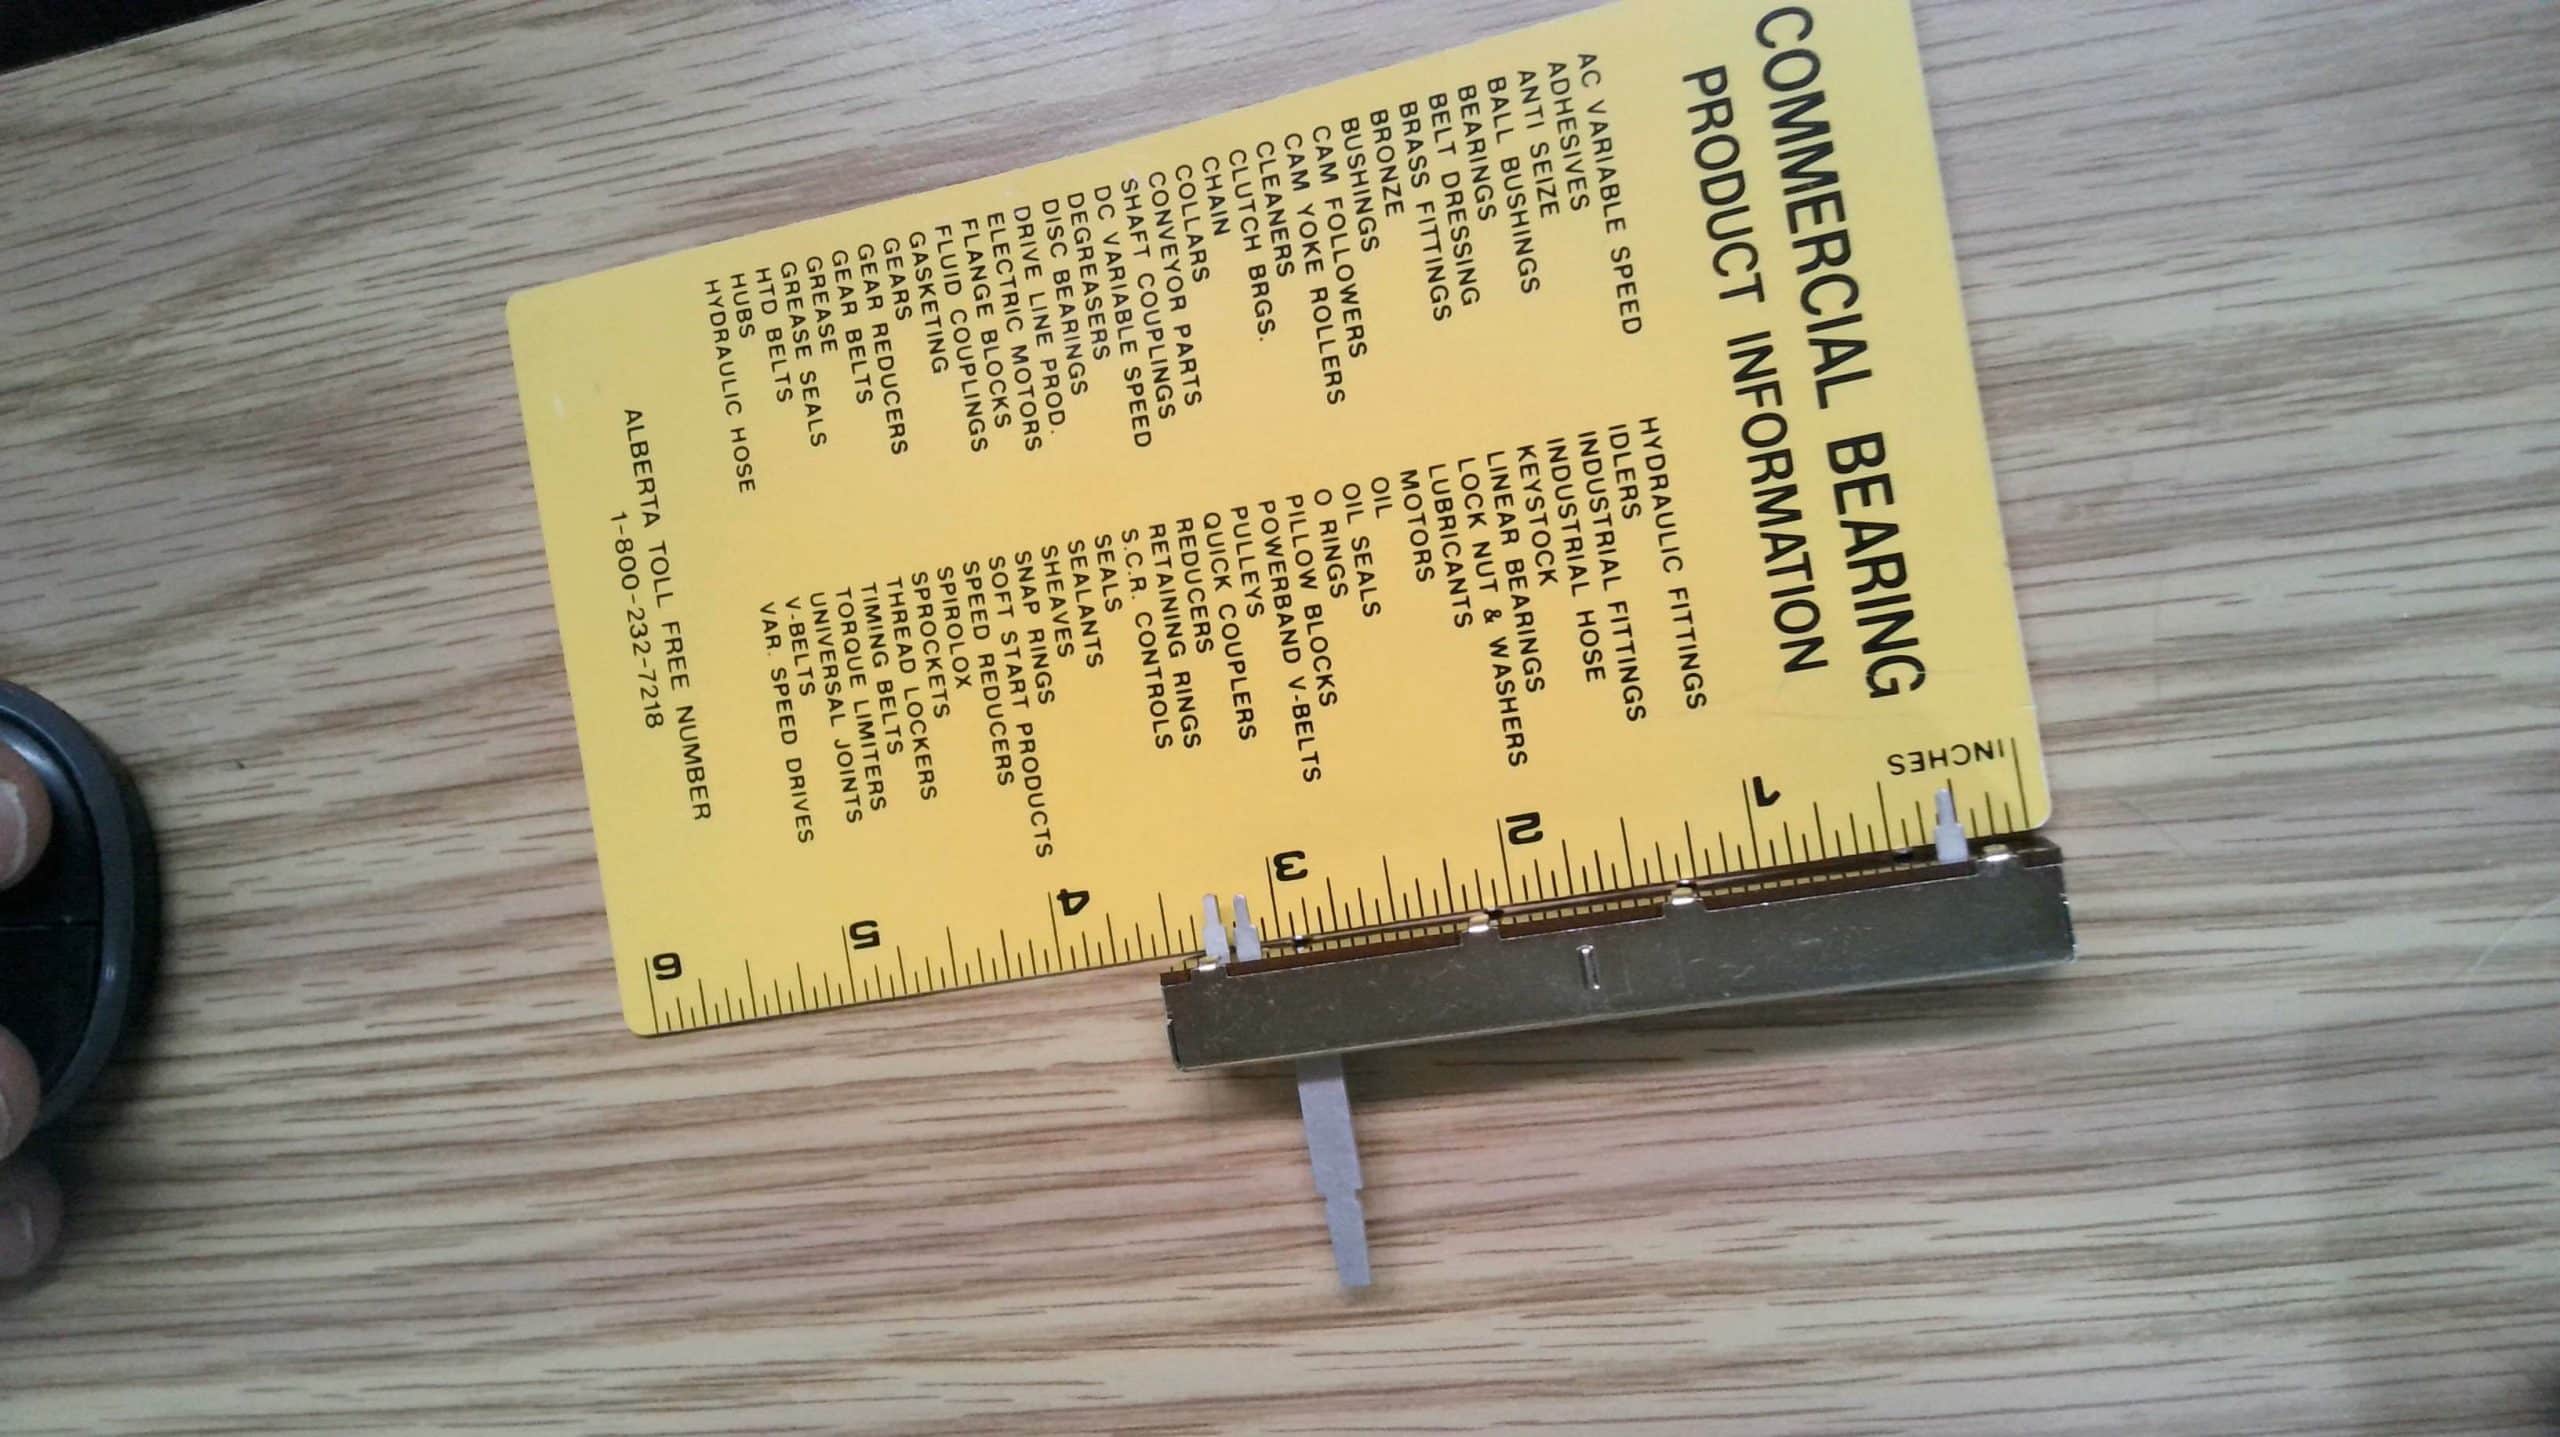 COMMERCIAL BEARING
PRODUCT INFORMATION
AC VARIABLE SPEED
ADHESIVES
ANTI SEIZE
BALL BUSHINGS
BEARINGS
BELT DRESSING
BRASS FITTINGS
BRONZE
BUSHINGS
CAM FOLLOWERS
CAM YOKE ROLLERS
CLEANERS
CLUTCH BRGS.
CHAIN
COLLARS
CONVEYOR PARTS
SHAFT COUPLINGS
DC VARIABLE SPEED
DEGREASERS
DISC BEARINGS
DRIVE LINE PROD.
ELECTRIC MOTORS
FLANGE BLOCKS
FLUID COUPLINGS
GASKETING
GEARS
GEAR REDUCERS
GEAR BELTS
GREASE
GREASE SEALS
HTD BELTS
HUBS
HYDRAULIC HOSE
HYDRAULIC FITTINGS
IDLERS
INDUSTRIAL FITTINGS
INDUSTRIAL HOSE
KEYSTOCK
LINEAR BEARINGS
LOCK NUT & WASHERS
LUBRICANTS
MOTORS
OIL
OIL SEALS
O RINGS
PILLOW BLOCKS
POWERBAND V-BELTS
PULLEYS
QUICK COUPLERS
REDUCERS
RETAINING RINGS
S.C.R. CONTROLS
SEALS
SEALANTS
SHEAVES
SNAP RINGS
SOFT START PRODUCTS
SPEED REDUCERS
SPIROLOX
SPROCKETS
THREAD LOCKERS
TIMING BELTS
TORQUE LIMITERS
UNIVERSAL JOINTS
V-BELTS
VAR. SPEED DRIVES
ALBERTA TOLL FREE NUMBER
1-800-232-7218
INCHES
1
2
3
4
5
6